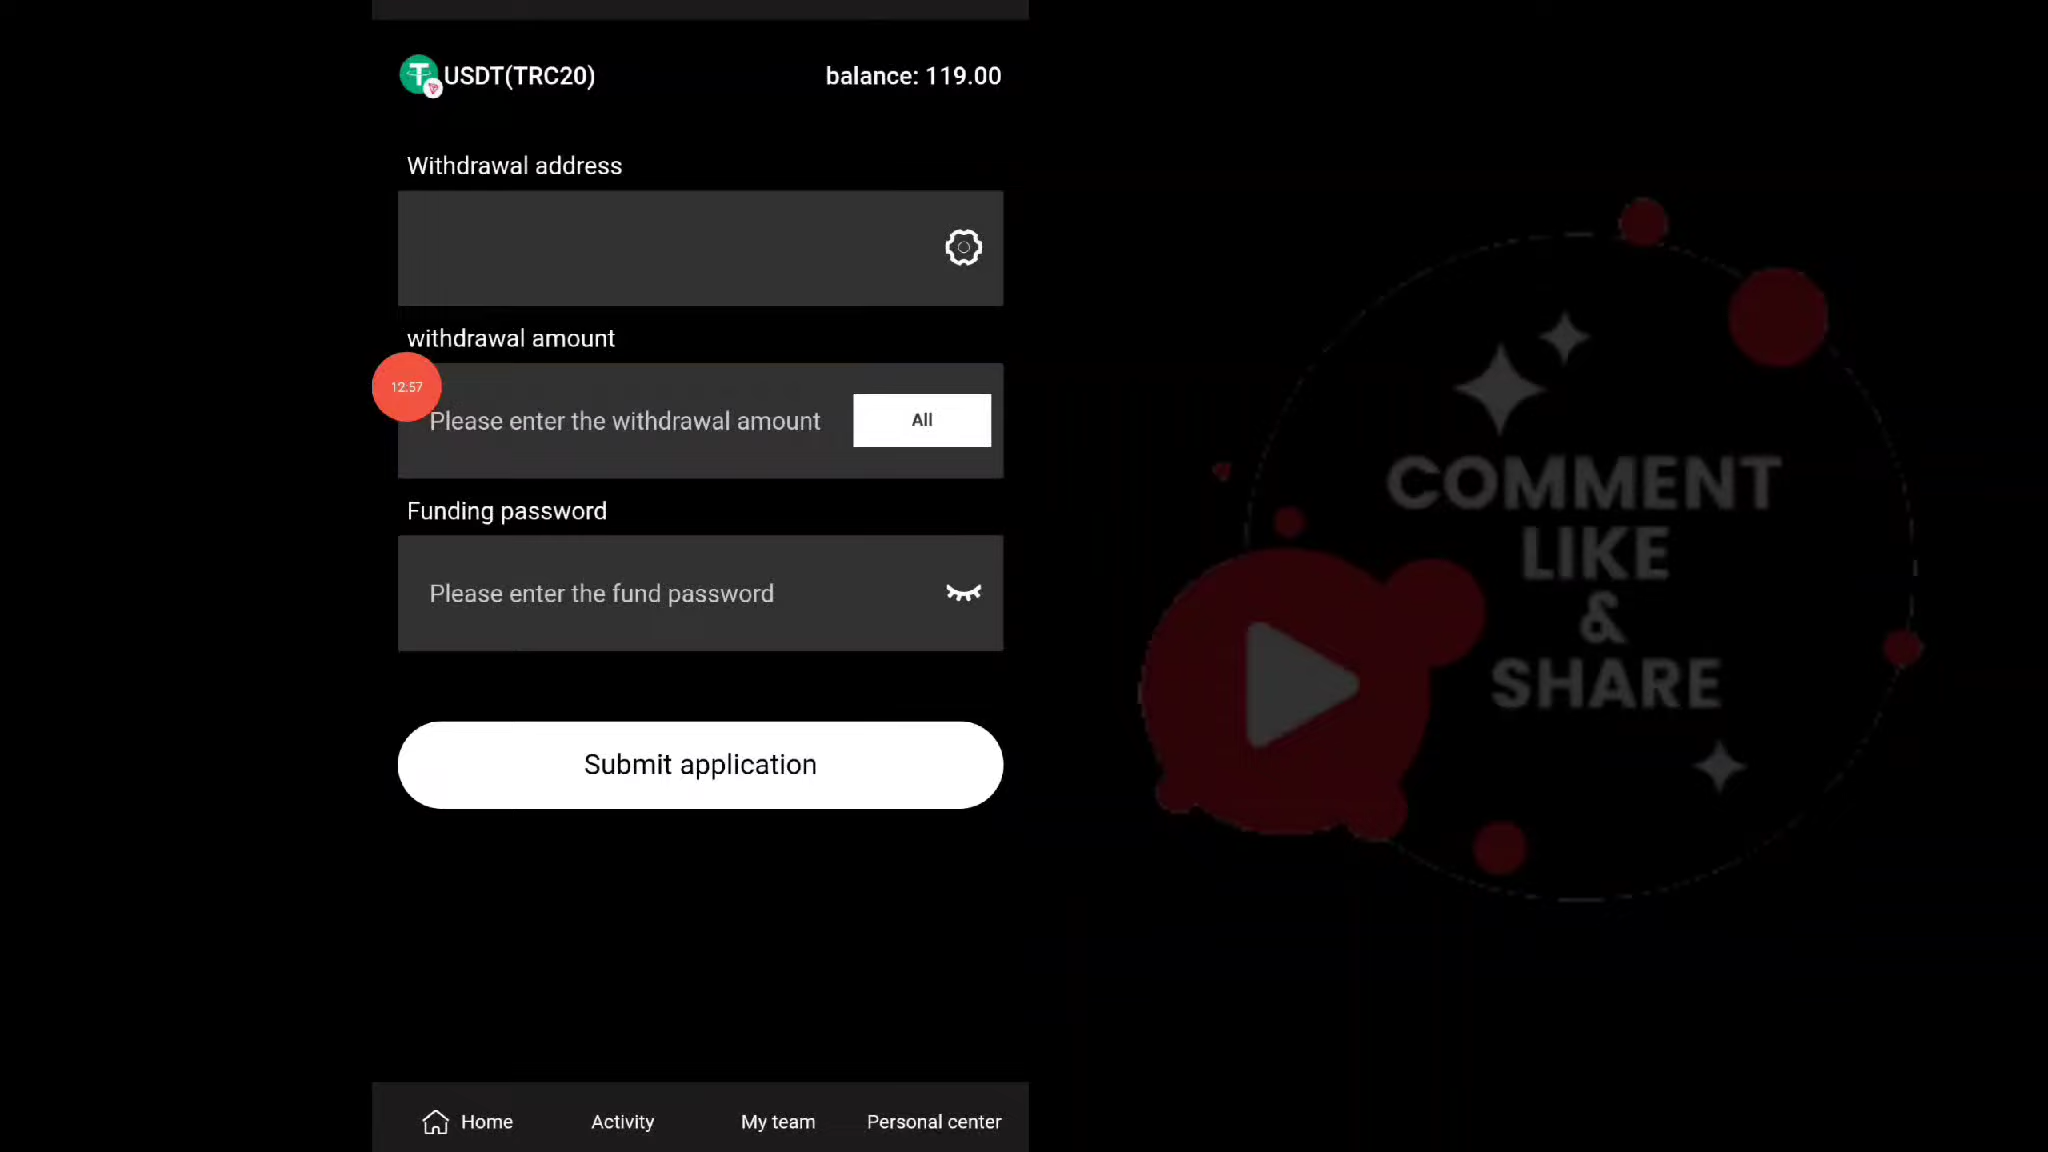 USDT(TRC20)
balance: 119.00
Withdrawal address
withdrawal amount
12:57
Please enter the withdrawal amount
All
Funding password
Please enter the fund password
Submit application
Home
Activity
My team
Personal center
COMMENT
LIKE
&
SHARE